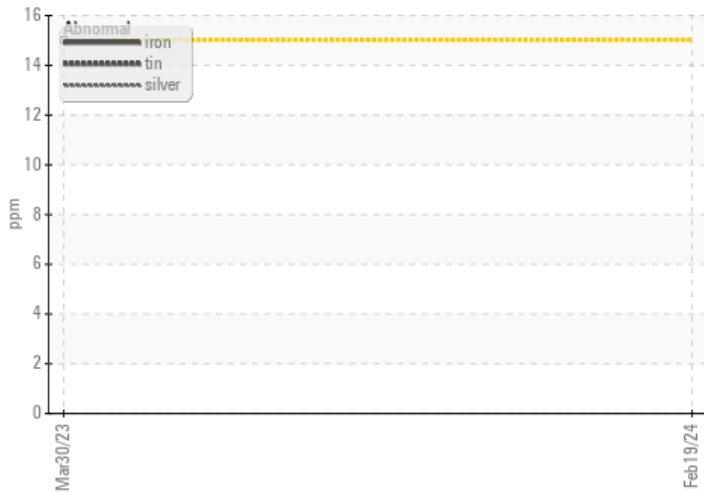 16
14
12
10
8
6
4
2
0
ppm
Abnormal
iron
tin
silver
Mar30/23
Feb19/24